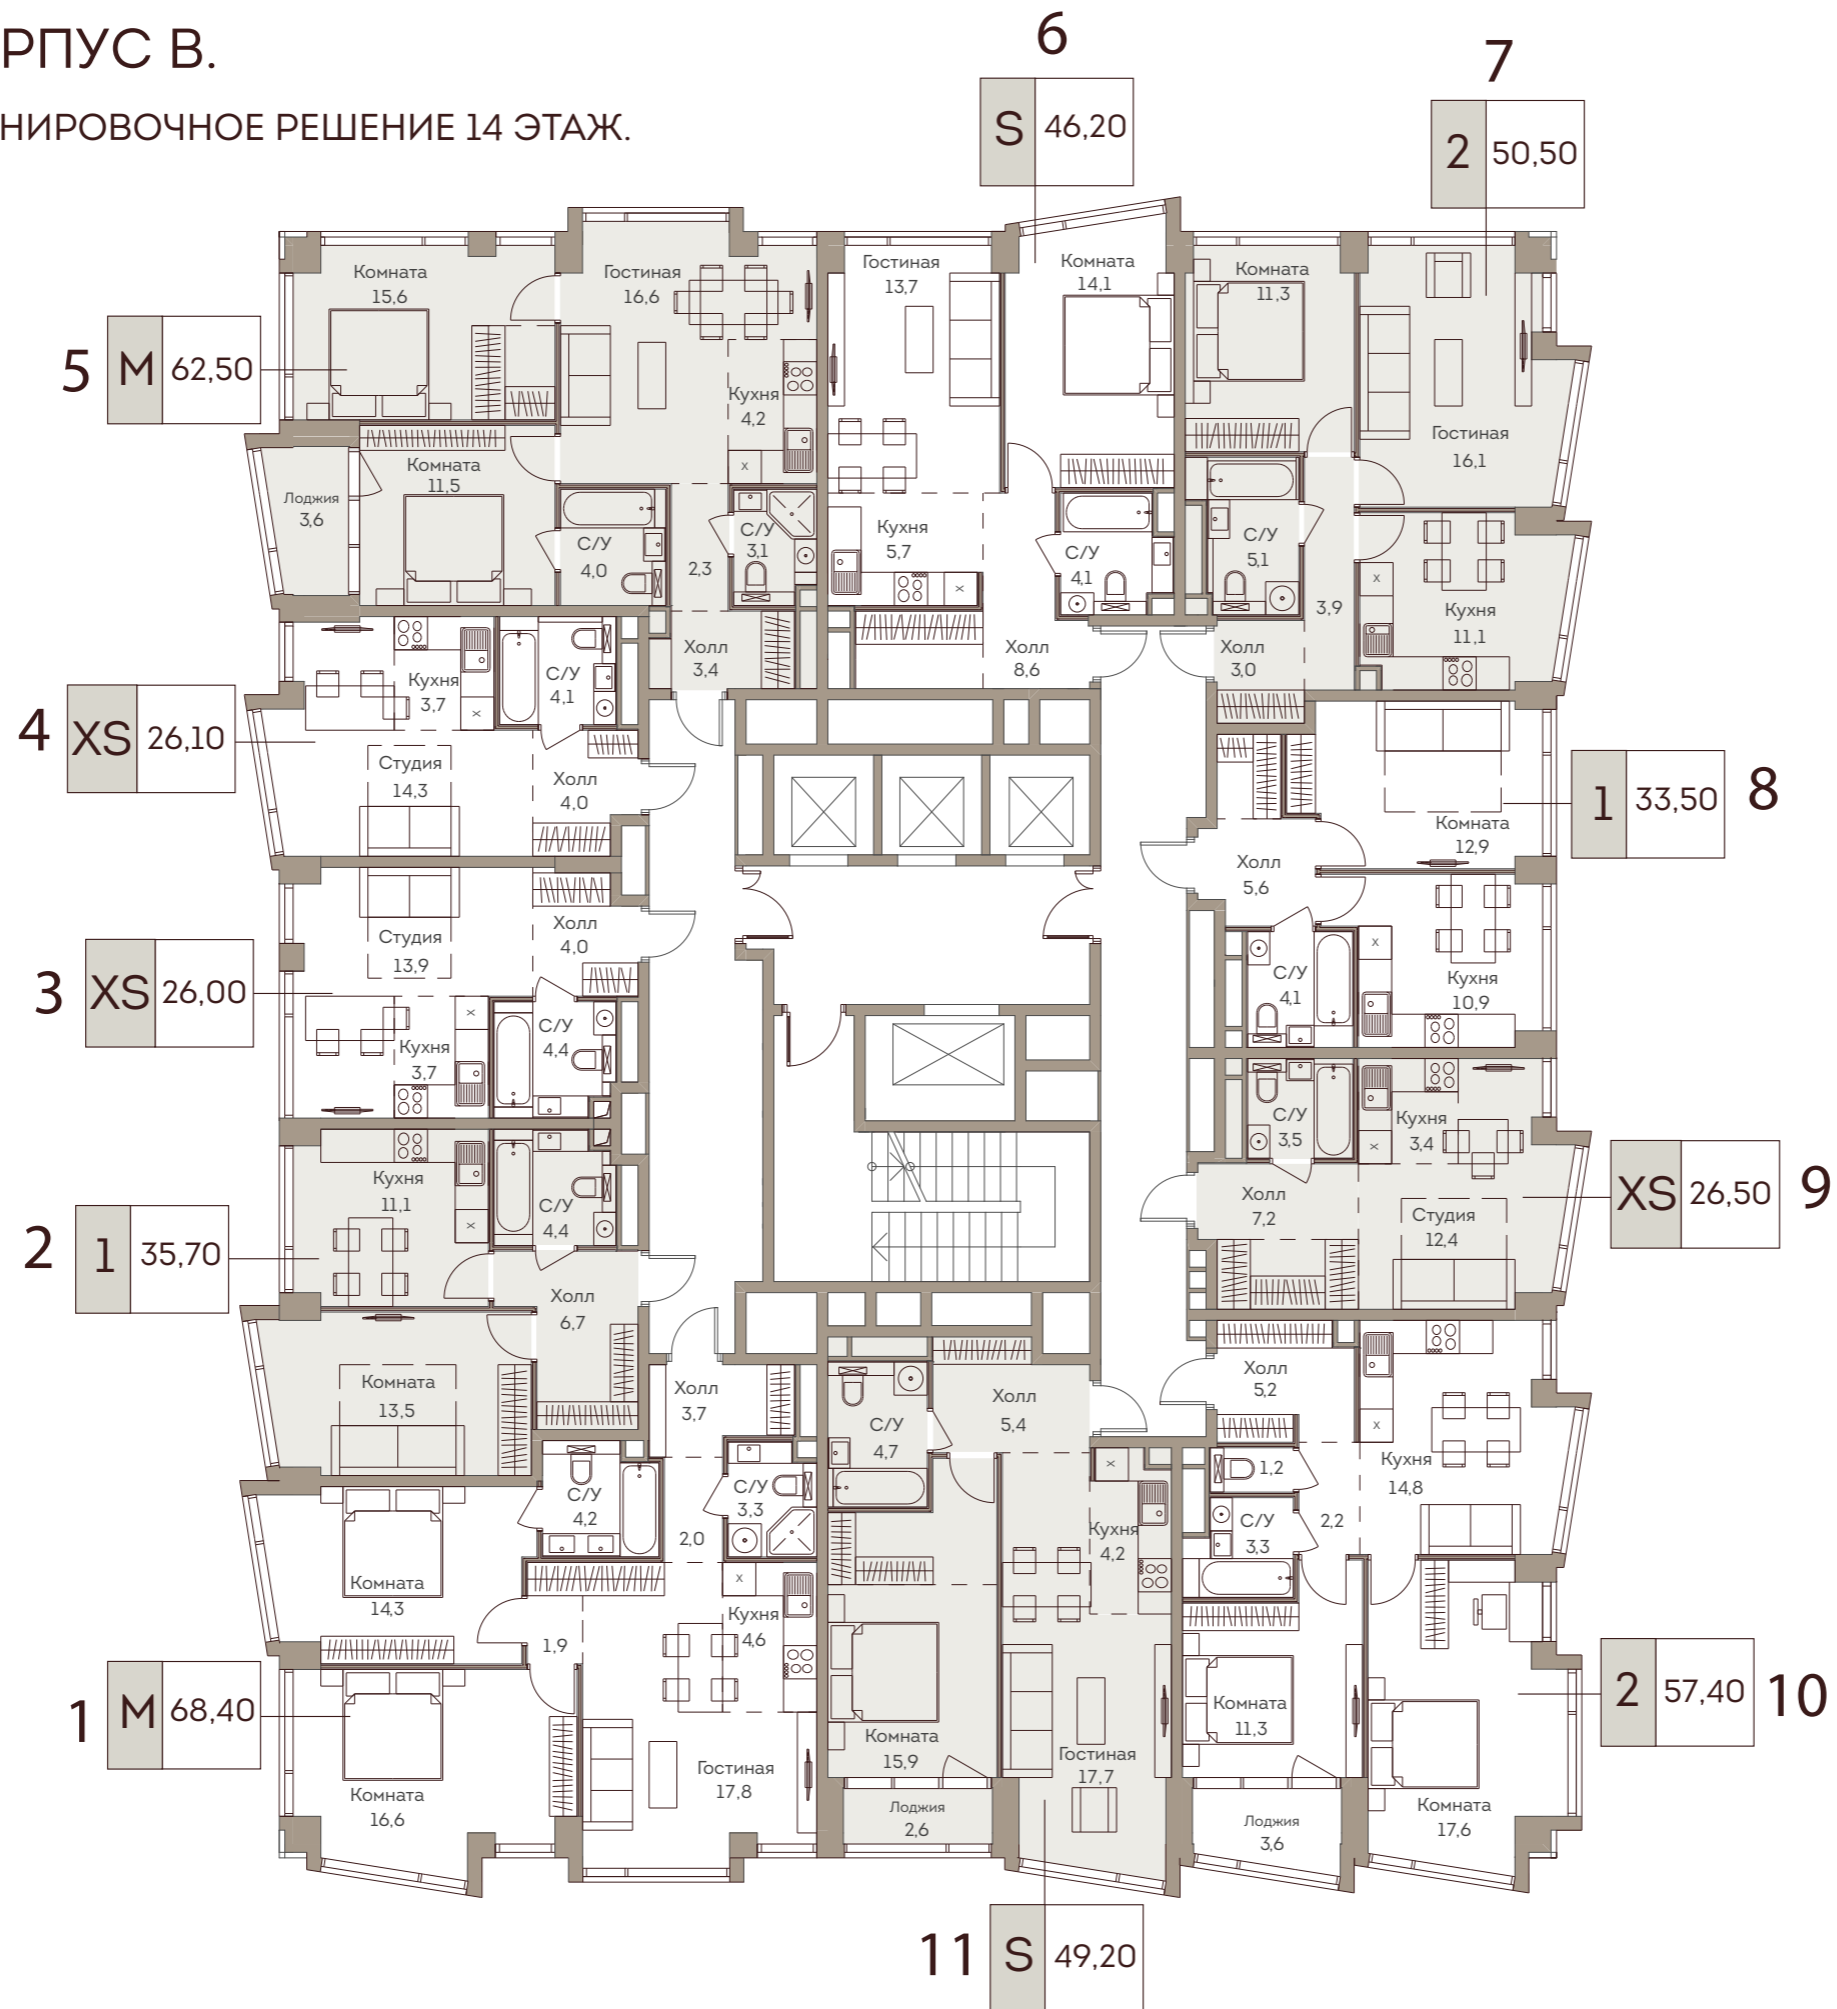 РПУС В.
НИРОВОЧНОЕ РЕШЕНИЕ 14 ЭТАЖ.
6
S 46,20
7
2 50,50
5 M 62,50
Комната
15,6
Гостиная
16,6
Кухня
4,2
Комната
11,5
Лоджия
3,6
С/У
4,0
С/У
3,1
2,3
Холл
3,4
X
Гостиная
13,7
Комната
14,1
Кухня
5,7
С/У
4,1
Холл
8,6
X
Комната
11,3
Гостиная
16,1
С/У
5,1
3,9
Кухня
11,1
Холл
3,0
X
4 XS 26,10
Кухня
3,7
С/У
4,1
Студия
14,3
Холл
4,0
X
3 XS 26,00
Студия
13,9
Холл
4,0
Кухня
3,7
С/У
4,4
X
2 1 35,70
Кухня
11,1
С/У
4,4
Холл
6,7
Комната
13,5
X
1 33,50 8
Комната
12,9
Холл
5,6
С/У
4,1
Кухня
10,9
X
XS 26,50 9
С/У
3,5
Кухня
3,4
Холл
7,2
Студия
12,4
X
1 M 68,40
Холл
3,7
С/У
4,2
С/У
3,3
2,0
Комната
14,3
1,9
Кухня
4,6
Комната
16,6
Гостиная
17,8
X
Холл
5,4
С/У
4,7
Кухня
4,2
Комната
15,9
Гостиная
17,7
Лоджия
2,6
X
Холл
5,2
Кухня
14,8
1,2
С/У
3,3
2,2
Комната
11,3
Комната
17,6
Лоджия
3,6
X
2 57,40 10
11 S 49,20